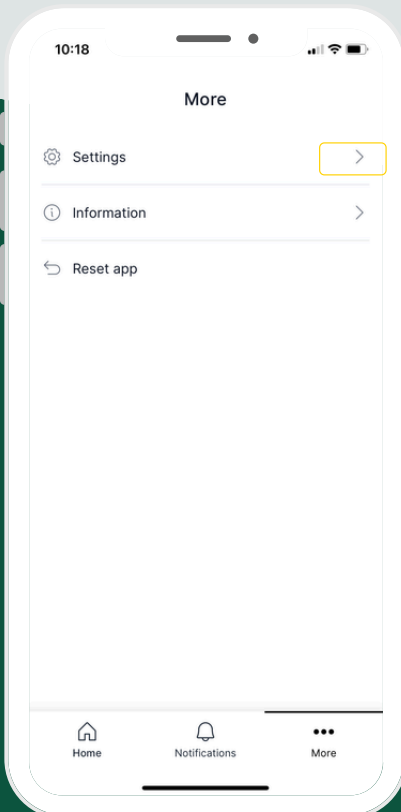 10:18
More
Settings
Information
Reset app
Home
Notifications
More